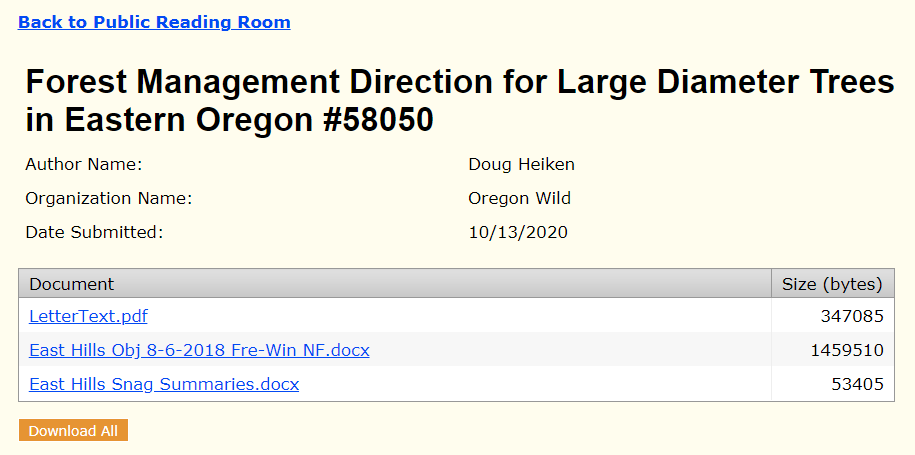 Back to Public Reading Room
Forest Management Direction for Large Diameter Trees
in Eastern Oregon #58050
Author Name: Doug Heiken
Organization Name: Oregon Wild
Date Submitted: 10/13/2020
Document Size (bytes)
LetterText.pdf 347085
East Hills Obj 8-6-2018 Fre-Win NF.docx 1459510
East Hills Snag Summaries.docx 53405
Download All